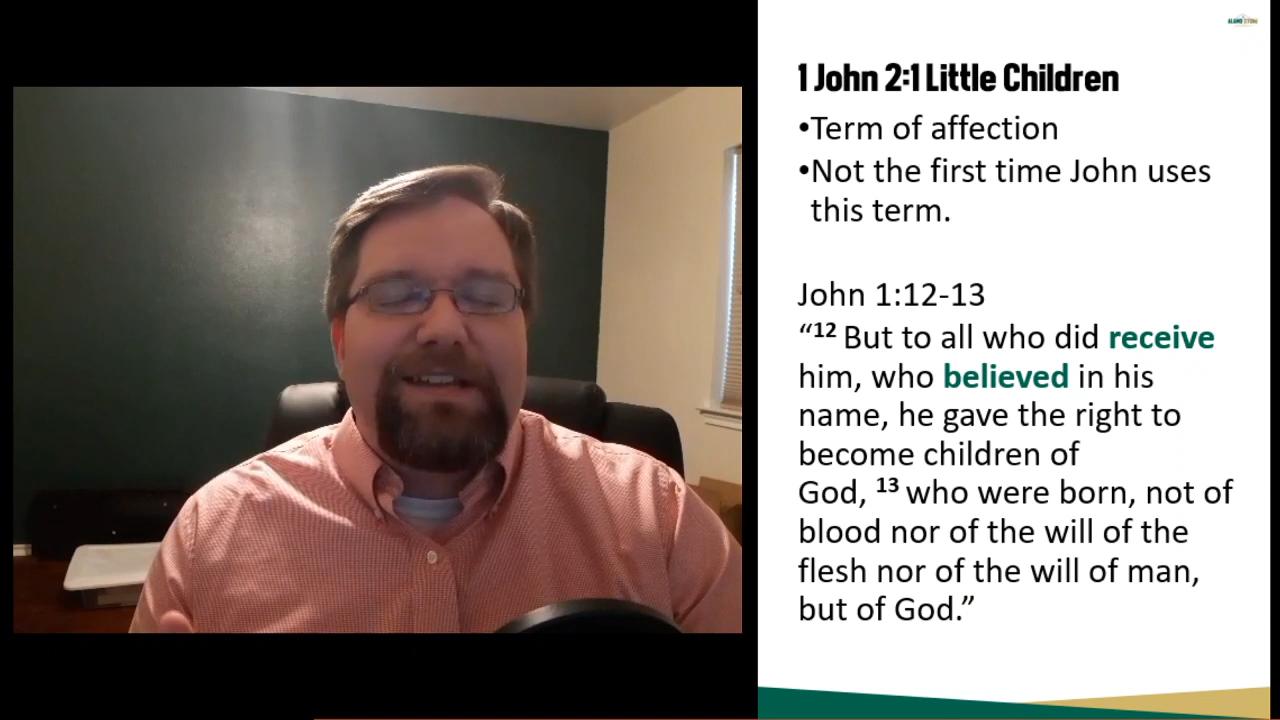 ALAMO
1 John 2:1 Little Children
•Term of affection
•Not the first time John uses
this term.
John 1:12-13
“12 But to all who did receive
him, who believed in his
name, he gave the right to
become children of
God, 13 who were born, not of
blood nor of the will of the
flesh nor of the will of man,
but of God.”